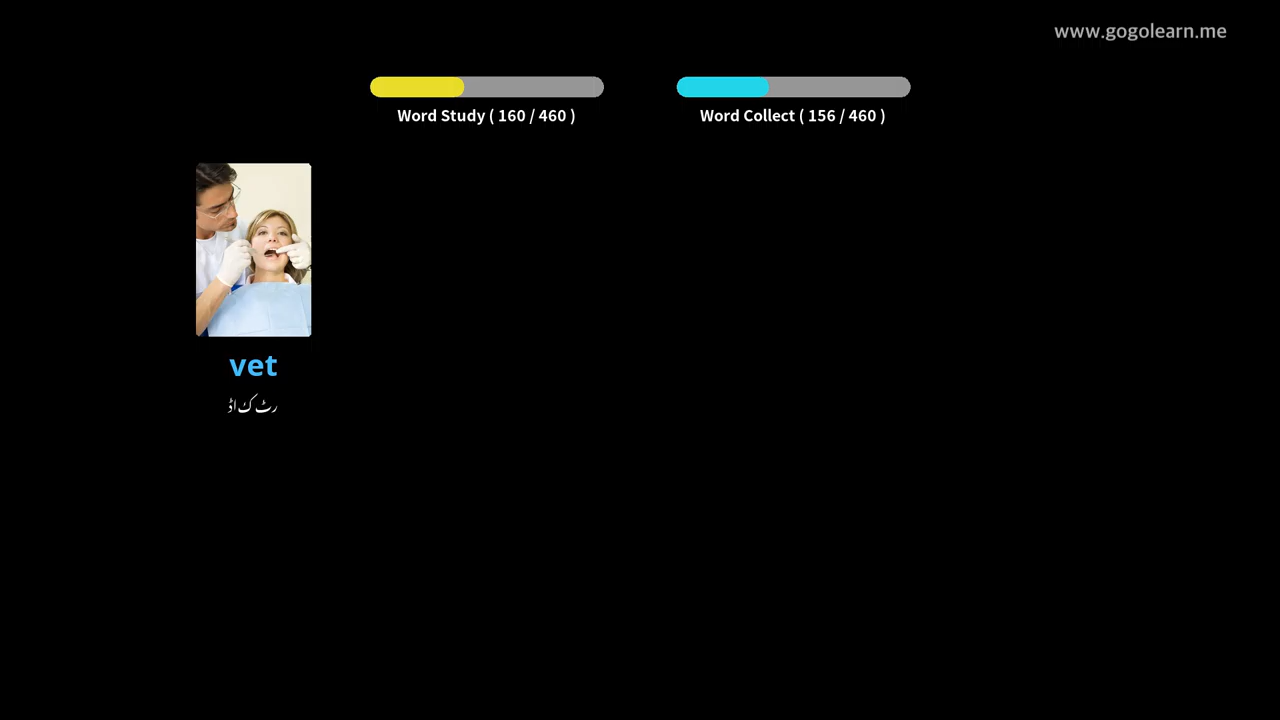 www.gogolearn.me
Word Study ( 160 / 460 )
Word Collect ( 156 / 460 )
vet
رٹ ک اڈ